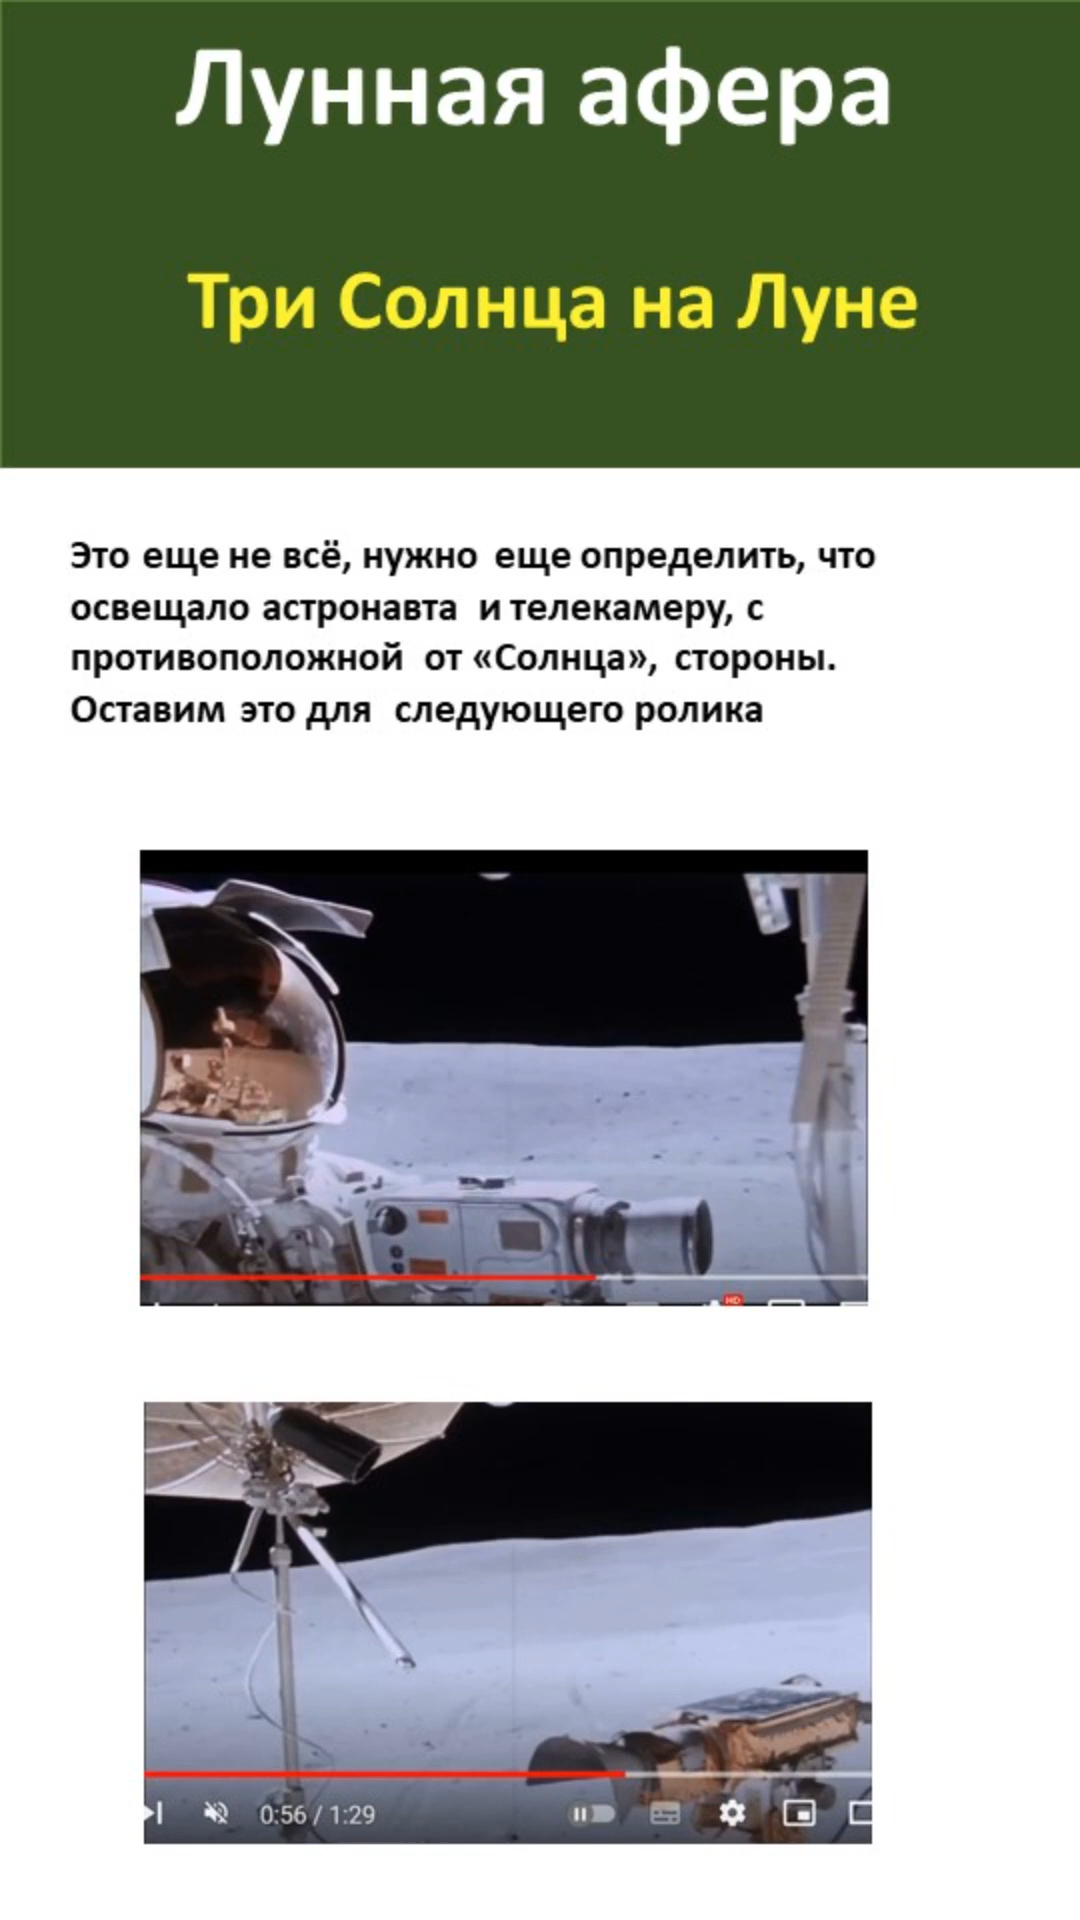 Лунная афера
Три Солнца на Луне
Это еще не всё, нужно еще определить, что
освещало астронавта и телекамеру, с
противоположной от «Солнца», стороны.
Оставим это для следующего ролика
HD
0:56 / 1:29